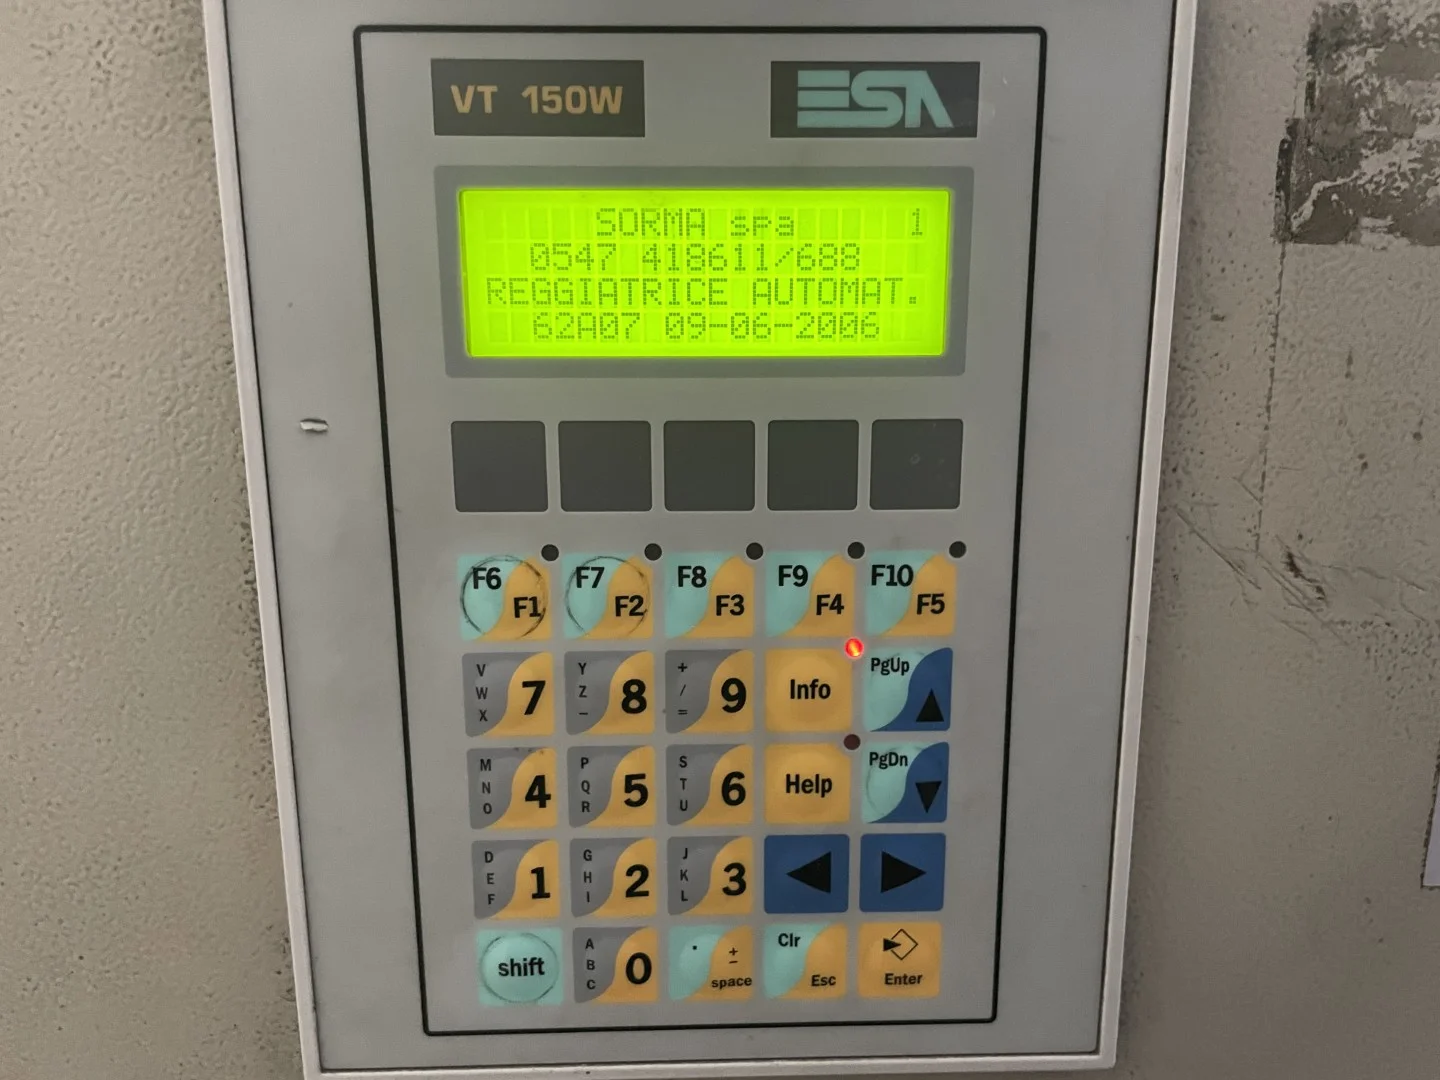 VT 150W
ESA
SORMA spa 1
0547 418611/688
REGGIATRICE AUTOMAT.
62A07 09-06-2006
F6 F1
F7 F2
F8 F3
F9 F4
F10 F5
V W X 7
Y Z – 8
+ / = 9
Info
PgUp ▲
M N O 4
P Q R 5
S T U 6
Help
PgDn ▼
D E F 1
G H I 2
J K L 3
◀
▶
shift
A B C 0
. ± space
Clr Esc
Enter